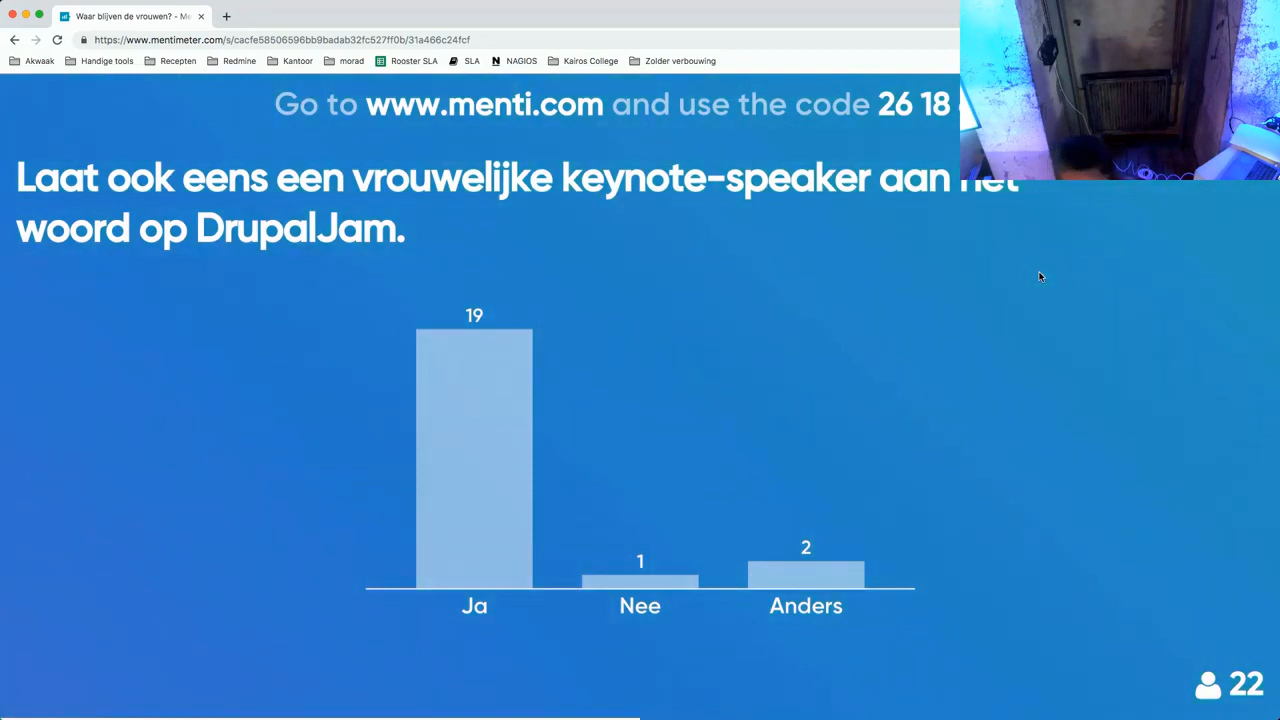 Waar blijven de vrouwen? - Me
https://www.mentimeter.com/s/cacfe58506596bb9badab32fc527ff0b/31a466c24fcf
Akwaak Handige tools Recepten Redmine Kantoor morad Rooster SLA SLA NAGIOS Kairos College Zolder verbouwing
Go to www.menti.com and use the code 26 18
Laat ook eens een vrouwelijke keynote-speaker aan het
woord op DrupalJam.
19
1
2
Ja Nee Anders
22